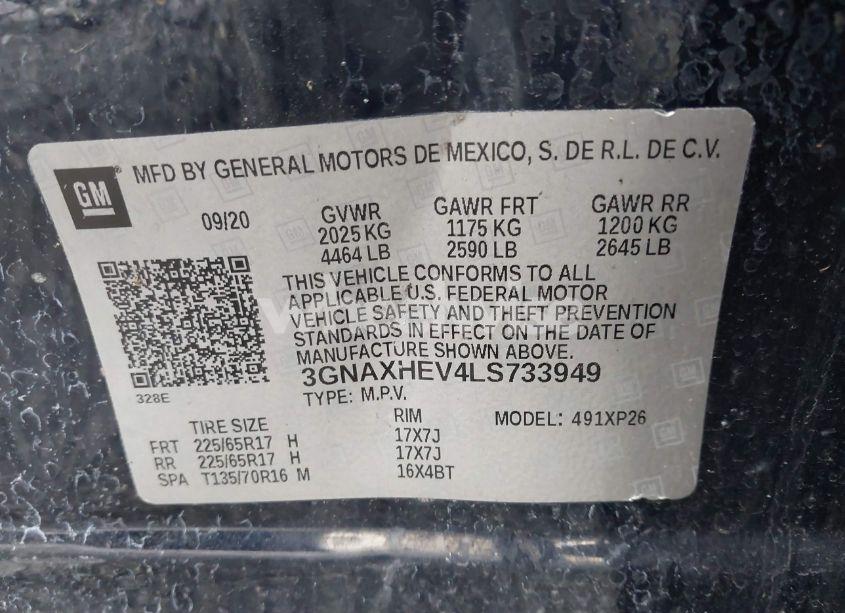 GM
MFD BY GENERAL MOTORS DE MEXICO, S. DE R.L. DE C.V.
09/20 GVWR GAWR FRT GAWR RR
2025 KG 1175 KG 1200 KG
4464 LB 2590 LB 2645 LB
THIS VEHICLE CONFORMS TO ALL
APPLICABLE U.S. FEDERAL MOTOR
VEHICLE SAFETY AND THEFT PREVENTION
STANDARDS IN EFFECT ON THE DATE OF
MANUFACTURE SHOWN ABOVE.
328E
3GNAXHEV4LS733949
TYPE: M.P.V.
TIRE SIZE RIM MODEL: 491XP26
FRT 225/65R17 H 17X7J
RR 225/65R17 H 17X7J
SPA T135/70R16 M 16X4BT